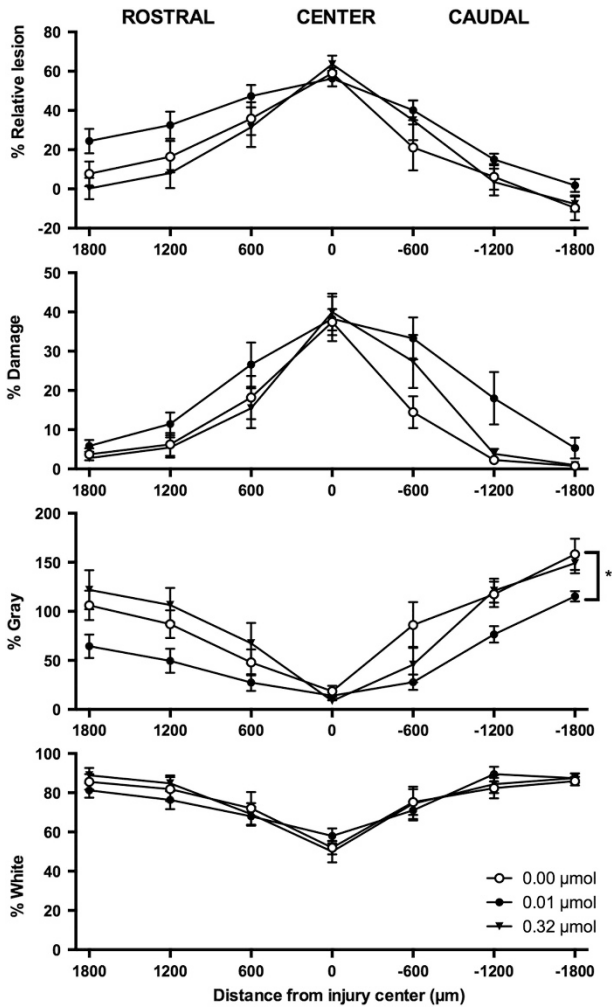 ROSTRAL CENTER CAUDAL
% Relative lesion
80
60
40
20
0
-20
1800 1200 600 0 -600 -1200 -1800
% Damage
50
40
30
20
10
0
1800 1200 600 0 -600 -1200 -1800
% Gray
200
150
100
50
0
*
1800 1200 600 0 -600 -1200 -1800
% White
100
80
60
40
20
0
0.00 µmol
0.01 µmol
0.32 µmol
1800 1200 600 0 -600 -1200 -1800
Distance from injury center (µm)